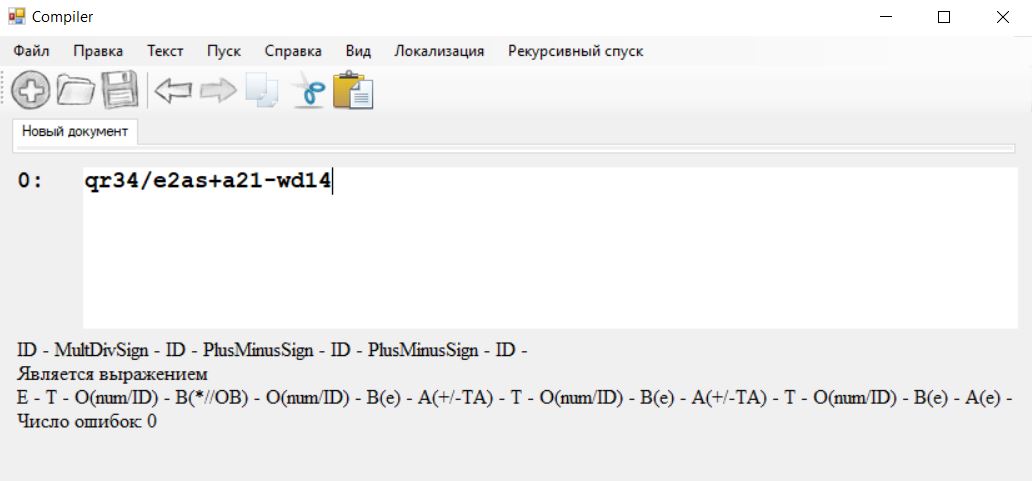 Compiler
Файл Правка Текст Пуск Справка Вид Локализация Рекурсивный спуск
Новый документ
0: qr34/e2as+a21-wd14
ID - MultDivSign - ID - PlusMinusSign - ID - PlusMinusSign - ID -
Является выражением
E - T - O(num/ID) - B(*//OB) - O(num/ID) - B(e) - A(+/-TA) - T - O(num/ID) - B(e) - A(+/-TA) - T - O(num/ID) - B(e) - A(e) -
Число ошибок: 0